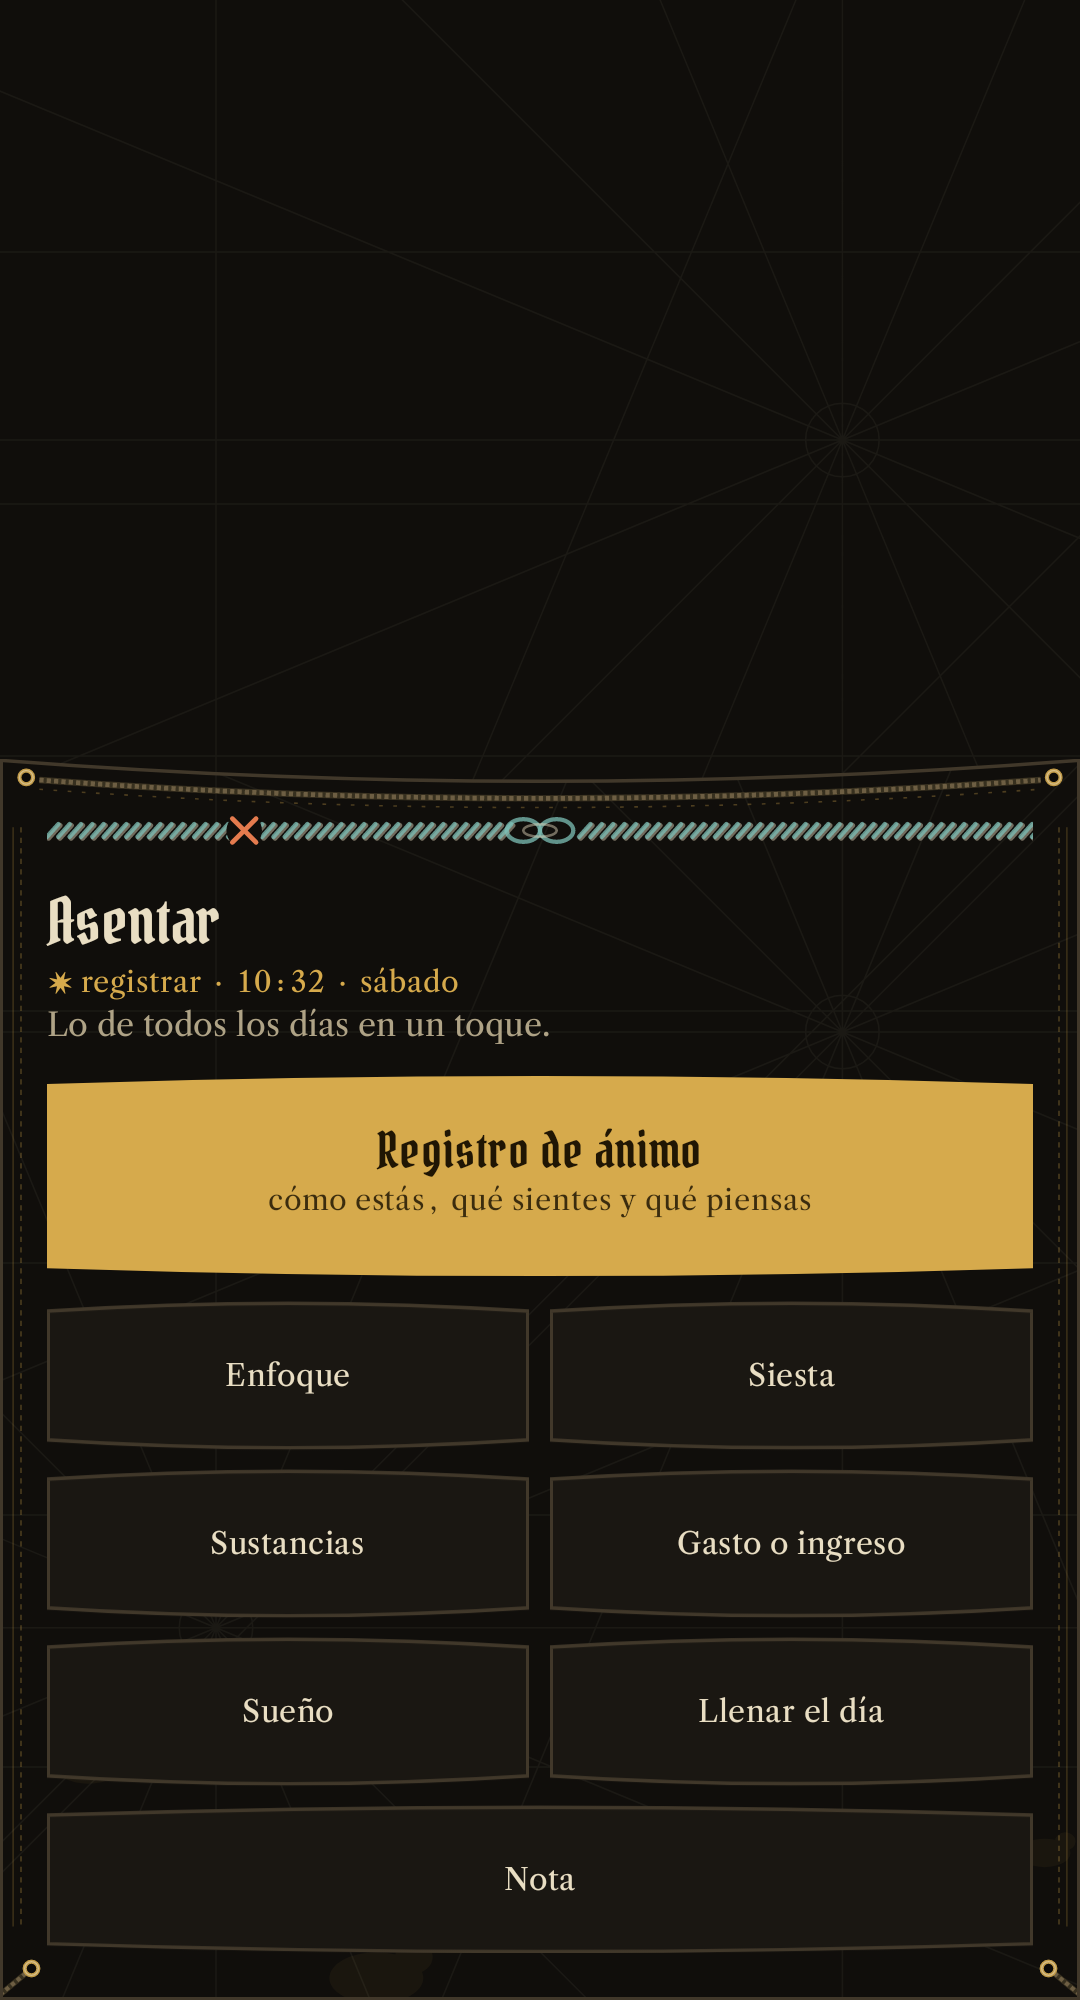 Asentar
registrar · 10:32 · sábado
Lo de todos los días en un toque.
Registro de ánimo
cómo estás, qué sientes y qué piensas
Enfoque
Siesta
Sustancias
Gasto o ingreso
Sueño
Llenar el día
Nota